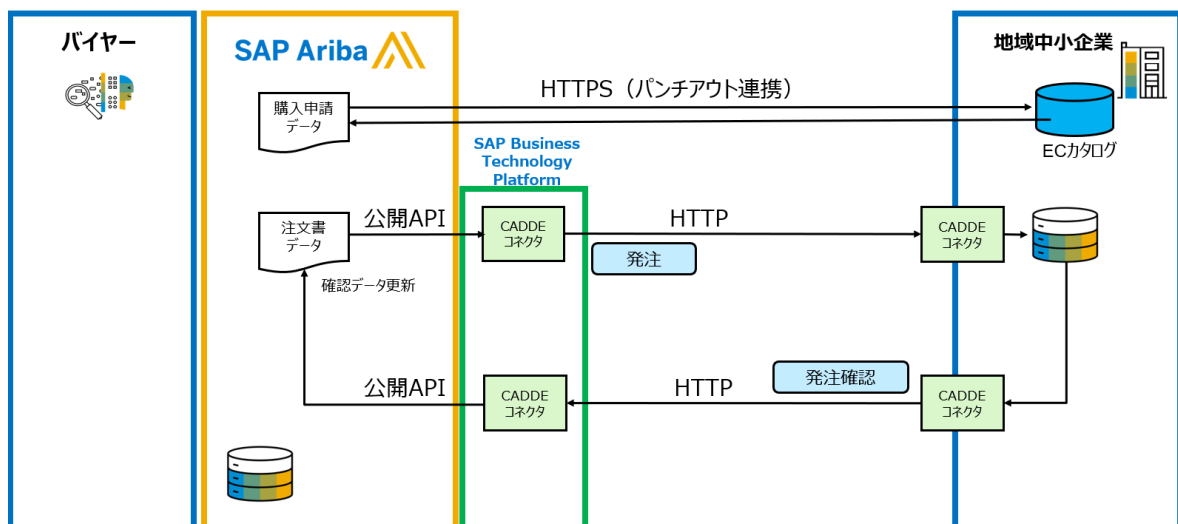 バイヤー
SAP Ariba
地域中小企業
HTTPS（パンチアウト連携）
購入申請
データ
ECカタログ
SAP Business
Technology
Platform
注文書
データ
公開API
CADDE
コネクタ
HTTP
CADDE
コネクタ
発注
確認データ更新
公開API
CADDE
コネクタ
HTTP
発注確認
CADDE
コネクタ